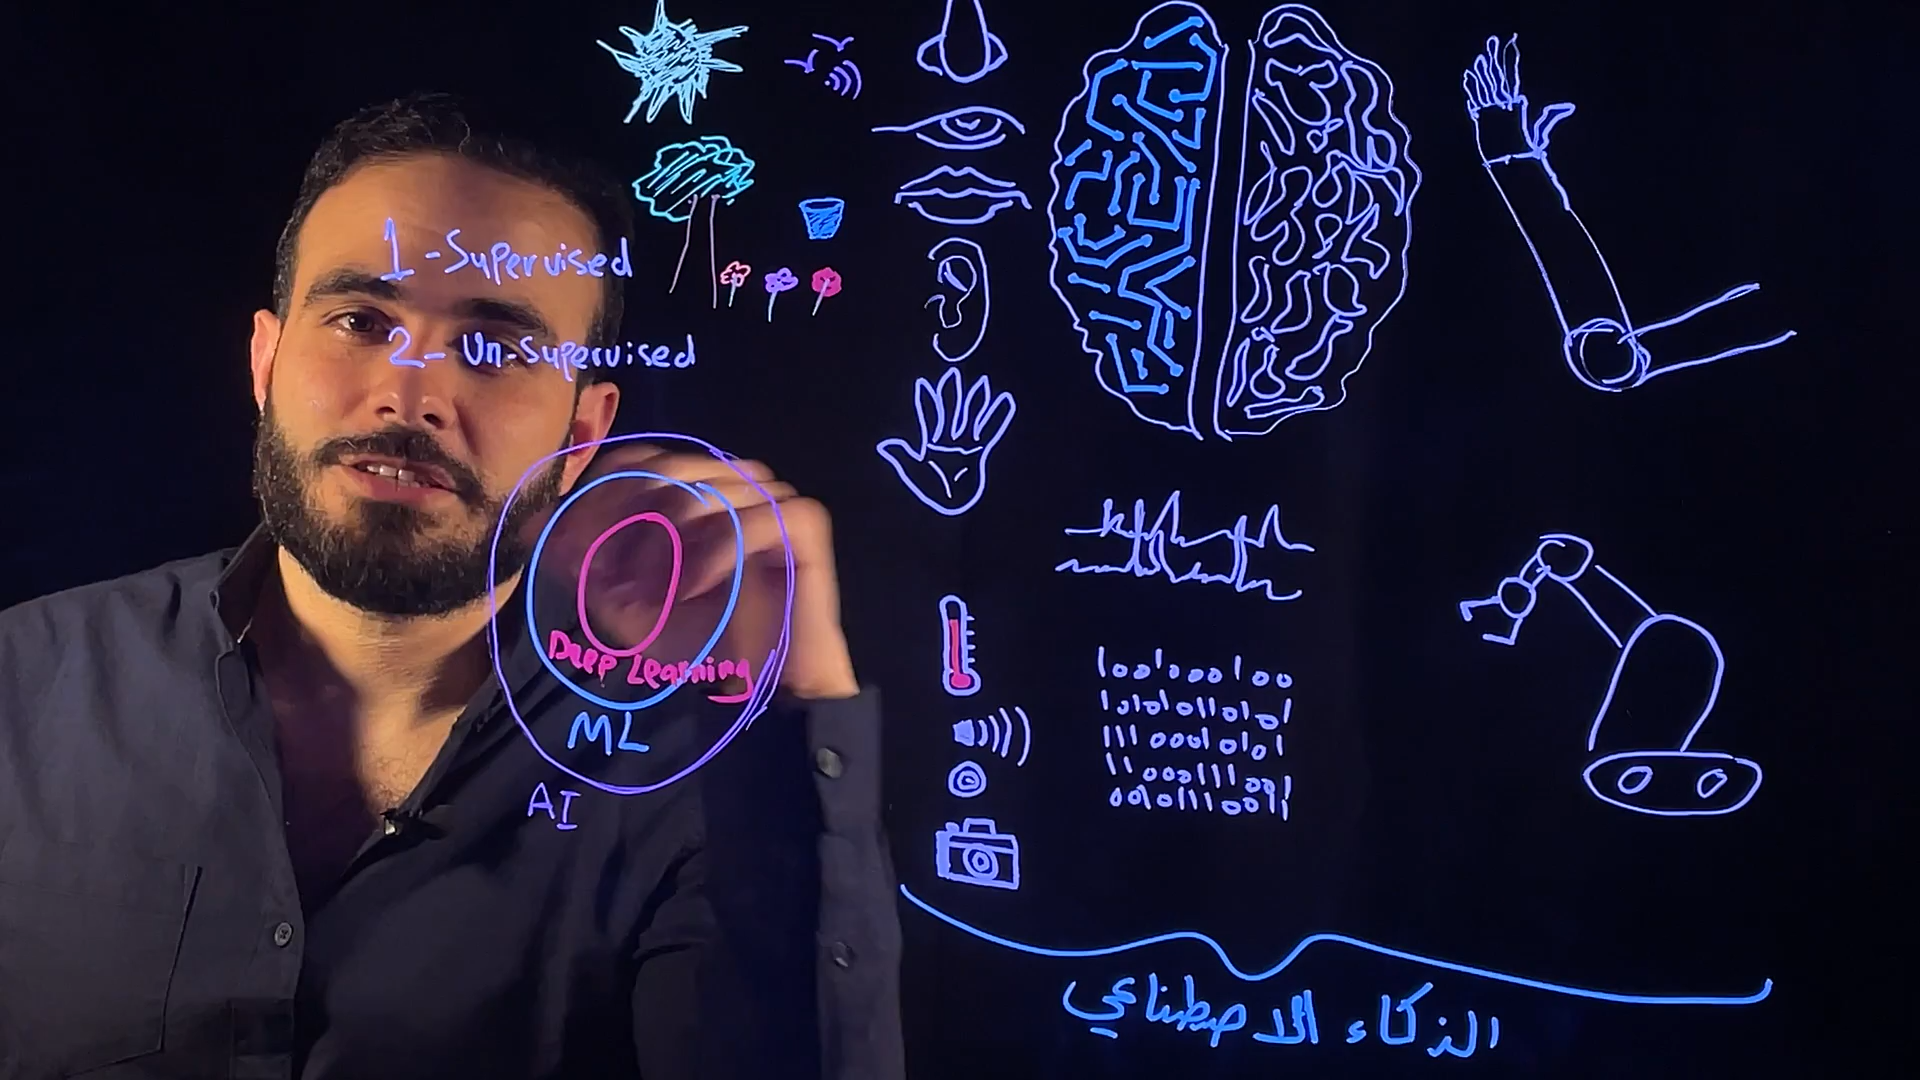 1-Supervised
2- Un-Supervised
Deep Learning
ML
AI
الذكاء الاصطناعي